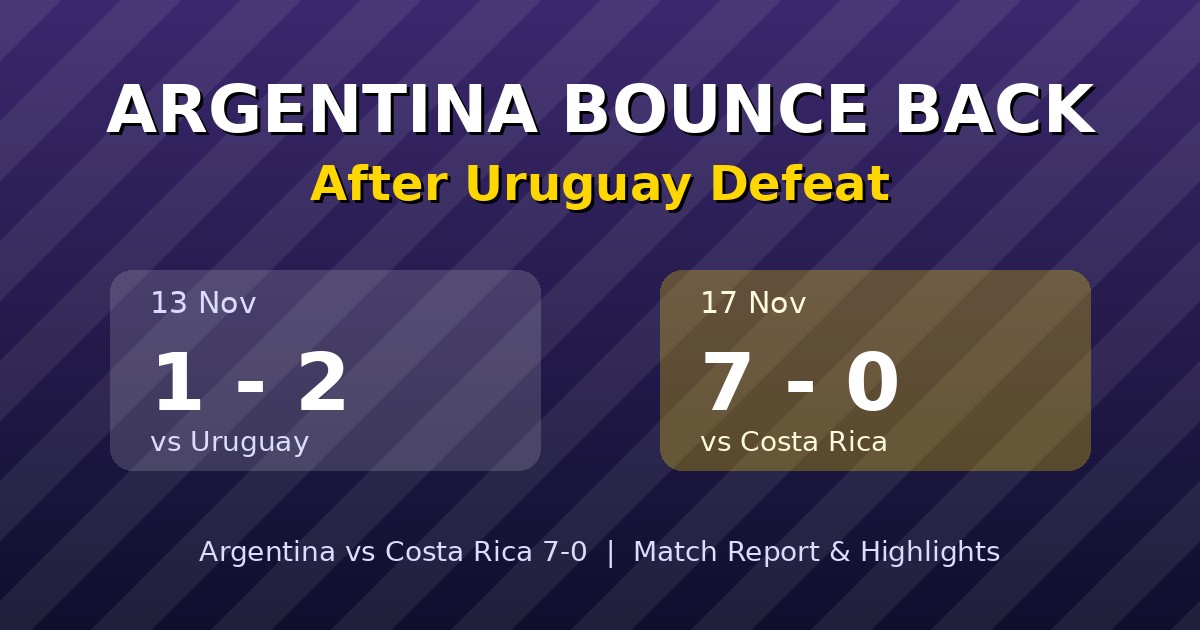 ARGENTINA BOUNCE BACK
After Uruguay Defeat
13 Nov
1 - 2
vs Uruguay
17 Nov
7 - 0
vs Costa Rica
Argentina vs Costa Rica 7-0 | Match Report & Highlights